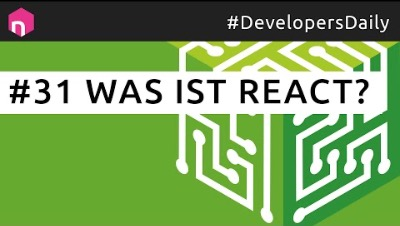 n
#DevelopersDaily
#31 WAS IST REACT?